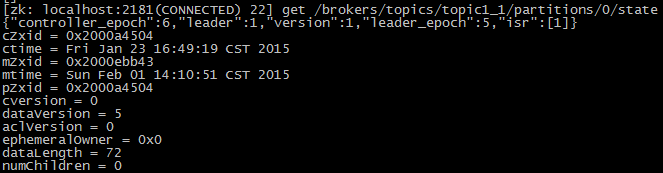 [zk: localhost:2181(CONNECTED) 22] get /brokers/topics/topic1_1/partitions/0/state
{"controller_epoch":6,"leader":1,"version":1,"leader_epoch":5,"isr":[1]}
cZxid = 0x2000a4504
ctime = Fri Jan 23 16:49:19 CST 2015
mZxid = 0x2000ebb43
mtime = Sun Feb 01 14:10:51 CST 2015
pZxid = 0x2000a4504
cversion = 0
dataVersion = 5
aclVersion = 0
ephemeralOwner = 0x0
dataLength = 72
numChildren = 0